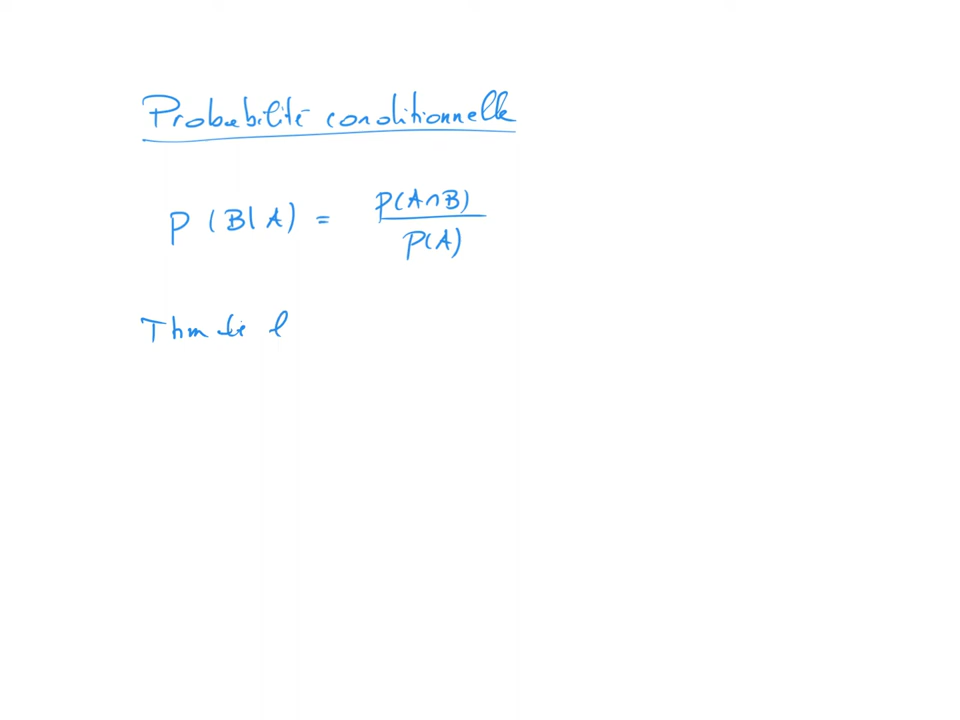 Probabilité conditionnelle
P(B|A) = P(A∩B) / P(A)
Thm de l